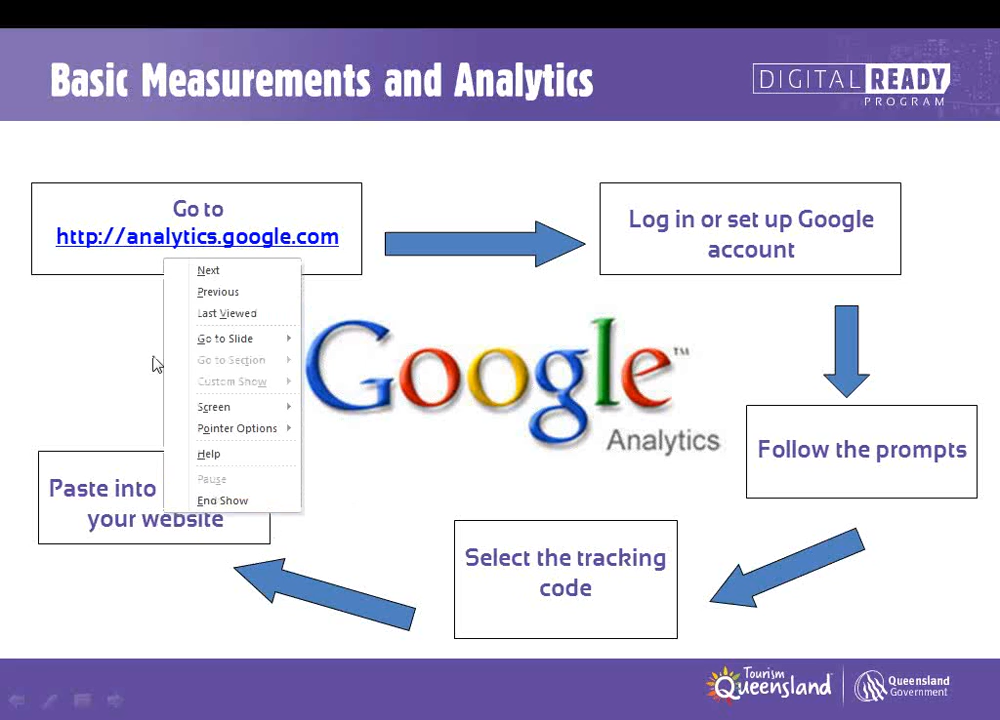 Basic Measurements and Analytics
DIGITAL READY
PROGRAM
Go to
http://analytics.google.com
Log in or set up Google
account
Next
Previous
Last Viewed
Go to Slide
Go to Section
Custom Show
Screen
Pointer Options
Help
Pause
End Show
Google™
Analytics
Follow the prompts
Select the tracking
code
Paste into
your website
Tourism
Queensland
Queensland
Government